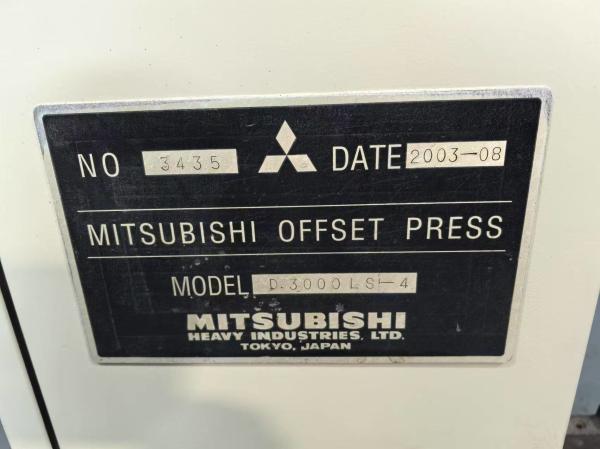 NO 3435 DATE 2003-08
MITSUBISHI OFFSET PRESS
MODEL D.3000LS-4
MITSUBISHI
HEAVY INDUSTRIES, LTD.
TOKYO, JAPAN